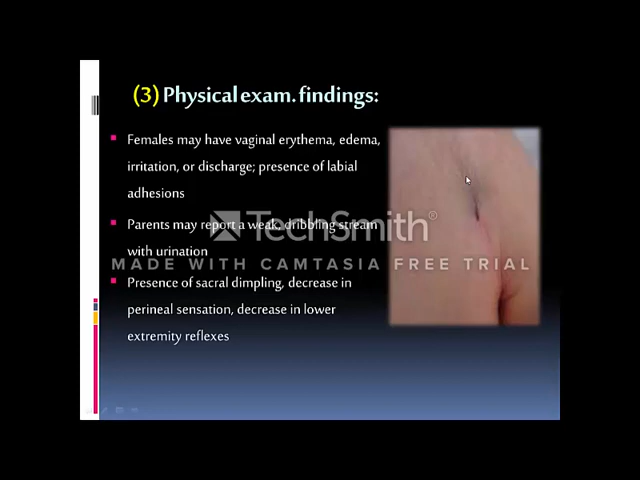 (3) Physical exam. findings:
Females may have vaginal erythema, edema,
irritation, or discharge; presence of labial
adhesions
Parents may report a weak, dribbling stream
with urination
TechSmith®
MADE WITH CAMTASIA FREE TRIAL
Presence of sacral dimpling, decrease in
perineal sensation, decrease in lower
extremity reflexes